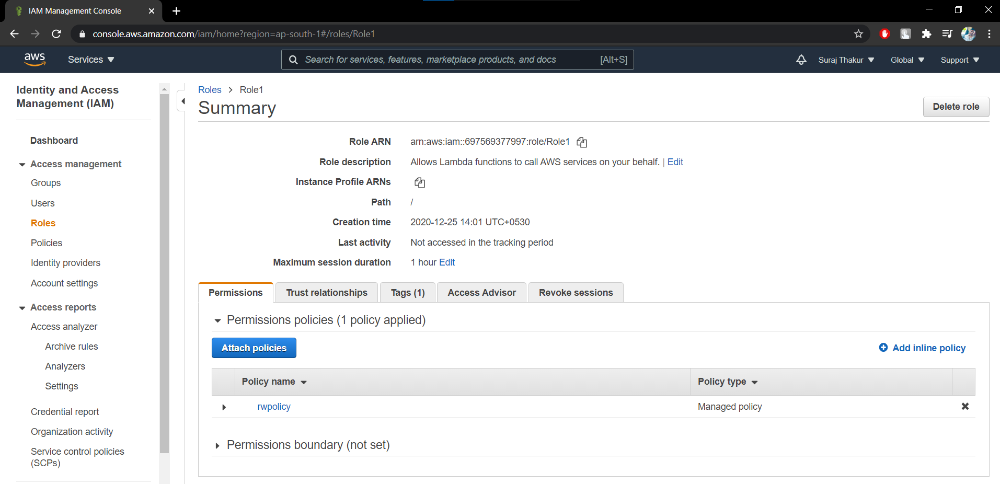 IAM Management Console
console.aws.amazon.com/iam/home?region=ap-south-1#/roles/Role1
aws
Services
Search for services, features, marketplace products, and docs
[Alt+S]
Suraj Thakur
Global
Support
Identity and Access
Management (IAM)
Dashboard
Access management
Groups
Users
Roles
Policies
Identity providers
Account settings
Access reports
Access analyzer
Archive rules
Analyzers
Settings
Credential report
Organization activity
Service control policies
(SCPs)
Roles > Role1
Summary
Delete role
Role ARN arn:aws:iam::697569377997:role/Role1
Role description Allows Lambda functions to call AWS services on your behalf. | Edit
Instance Profile ARNs
Path /
Creation time 2020-12-25 14:01 UTC+0530
Last activity Not accessed in the tracking period
Maximum session duration 1 hour Edit
Permissions
Trust relationships
Tags (1)
Access Advisor
Revoke sessions
Permissions policies (1 policy applied)
Attach policies
Add inline policy
Policy name
Policy type
rwpolicy
Managed policy
Permissions boundary (not set)